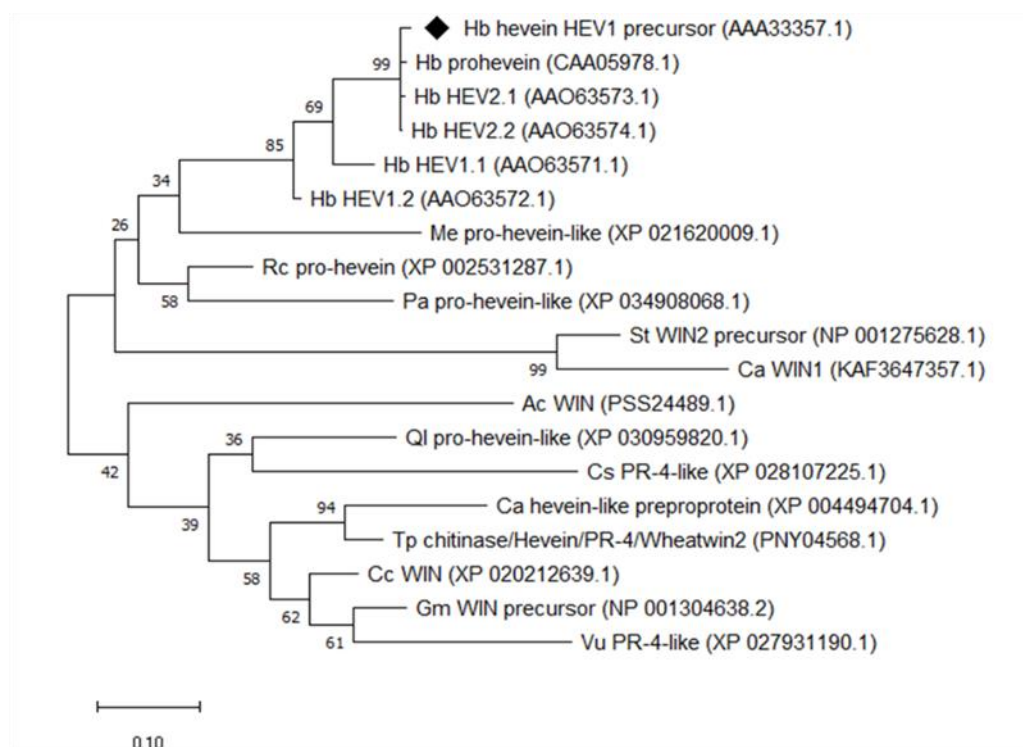 Hb hevein HEV1 precursor (AAA33357.1)
99
Hb prohevein (CAA05978.1)
Hb HEV2.1 (AAO63573.1)
69
Hb HEV2.2 (AAO63574.1)
85
Hb HEV1.1 (AAO63571.1)
34
Hb HEV1.2 (AAO63572.1)
26
Me pro-hevein-like (XP 021620009.1)
Rc pro-hevein (XP 002531287.1)
58
Pa pro-hevein-like (XP 034908068.1)
St WIN2 precursor (NP 001275628.1)
99
Ca WIN1 (KAF3647357.1)
Ac WIN (PSS24489.1)
36
Ql pro-hevein-like (XP 030959820.1)
42
Cs PR-4-like (XP 028107225.1)
94
Ca hevein-like preproprotein (XP 004494704.1)
39
Tp chitinase/Hevein/PR-4/Wheatwin2 (PNY04568.1)
58
Cc WIN (XP 020212639.1)
62
Gm WIN precursor (NP 001304638.2)
61
Vu PR-4-like (XP 027931190.1)
0.10